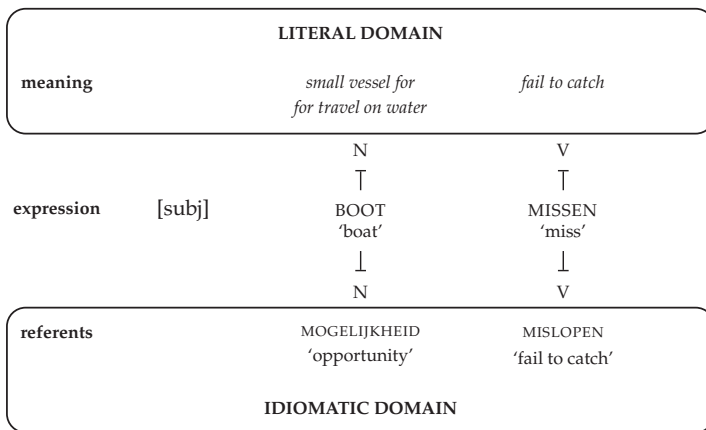 LITERAL DOMAIN
meaning small vessel for fail to catch
for travel on water
N V
expression [subj] BOOT MISSEN
‘boat’ ‘miss’
N V
referents MOGELIJKHEID MISLOPEN
‘opportunity’ ‘fail to catch’
IDIOMATIC DOMAIN